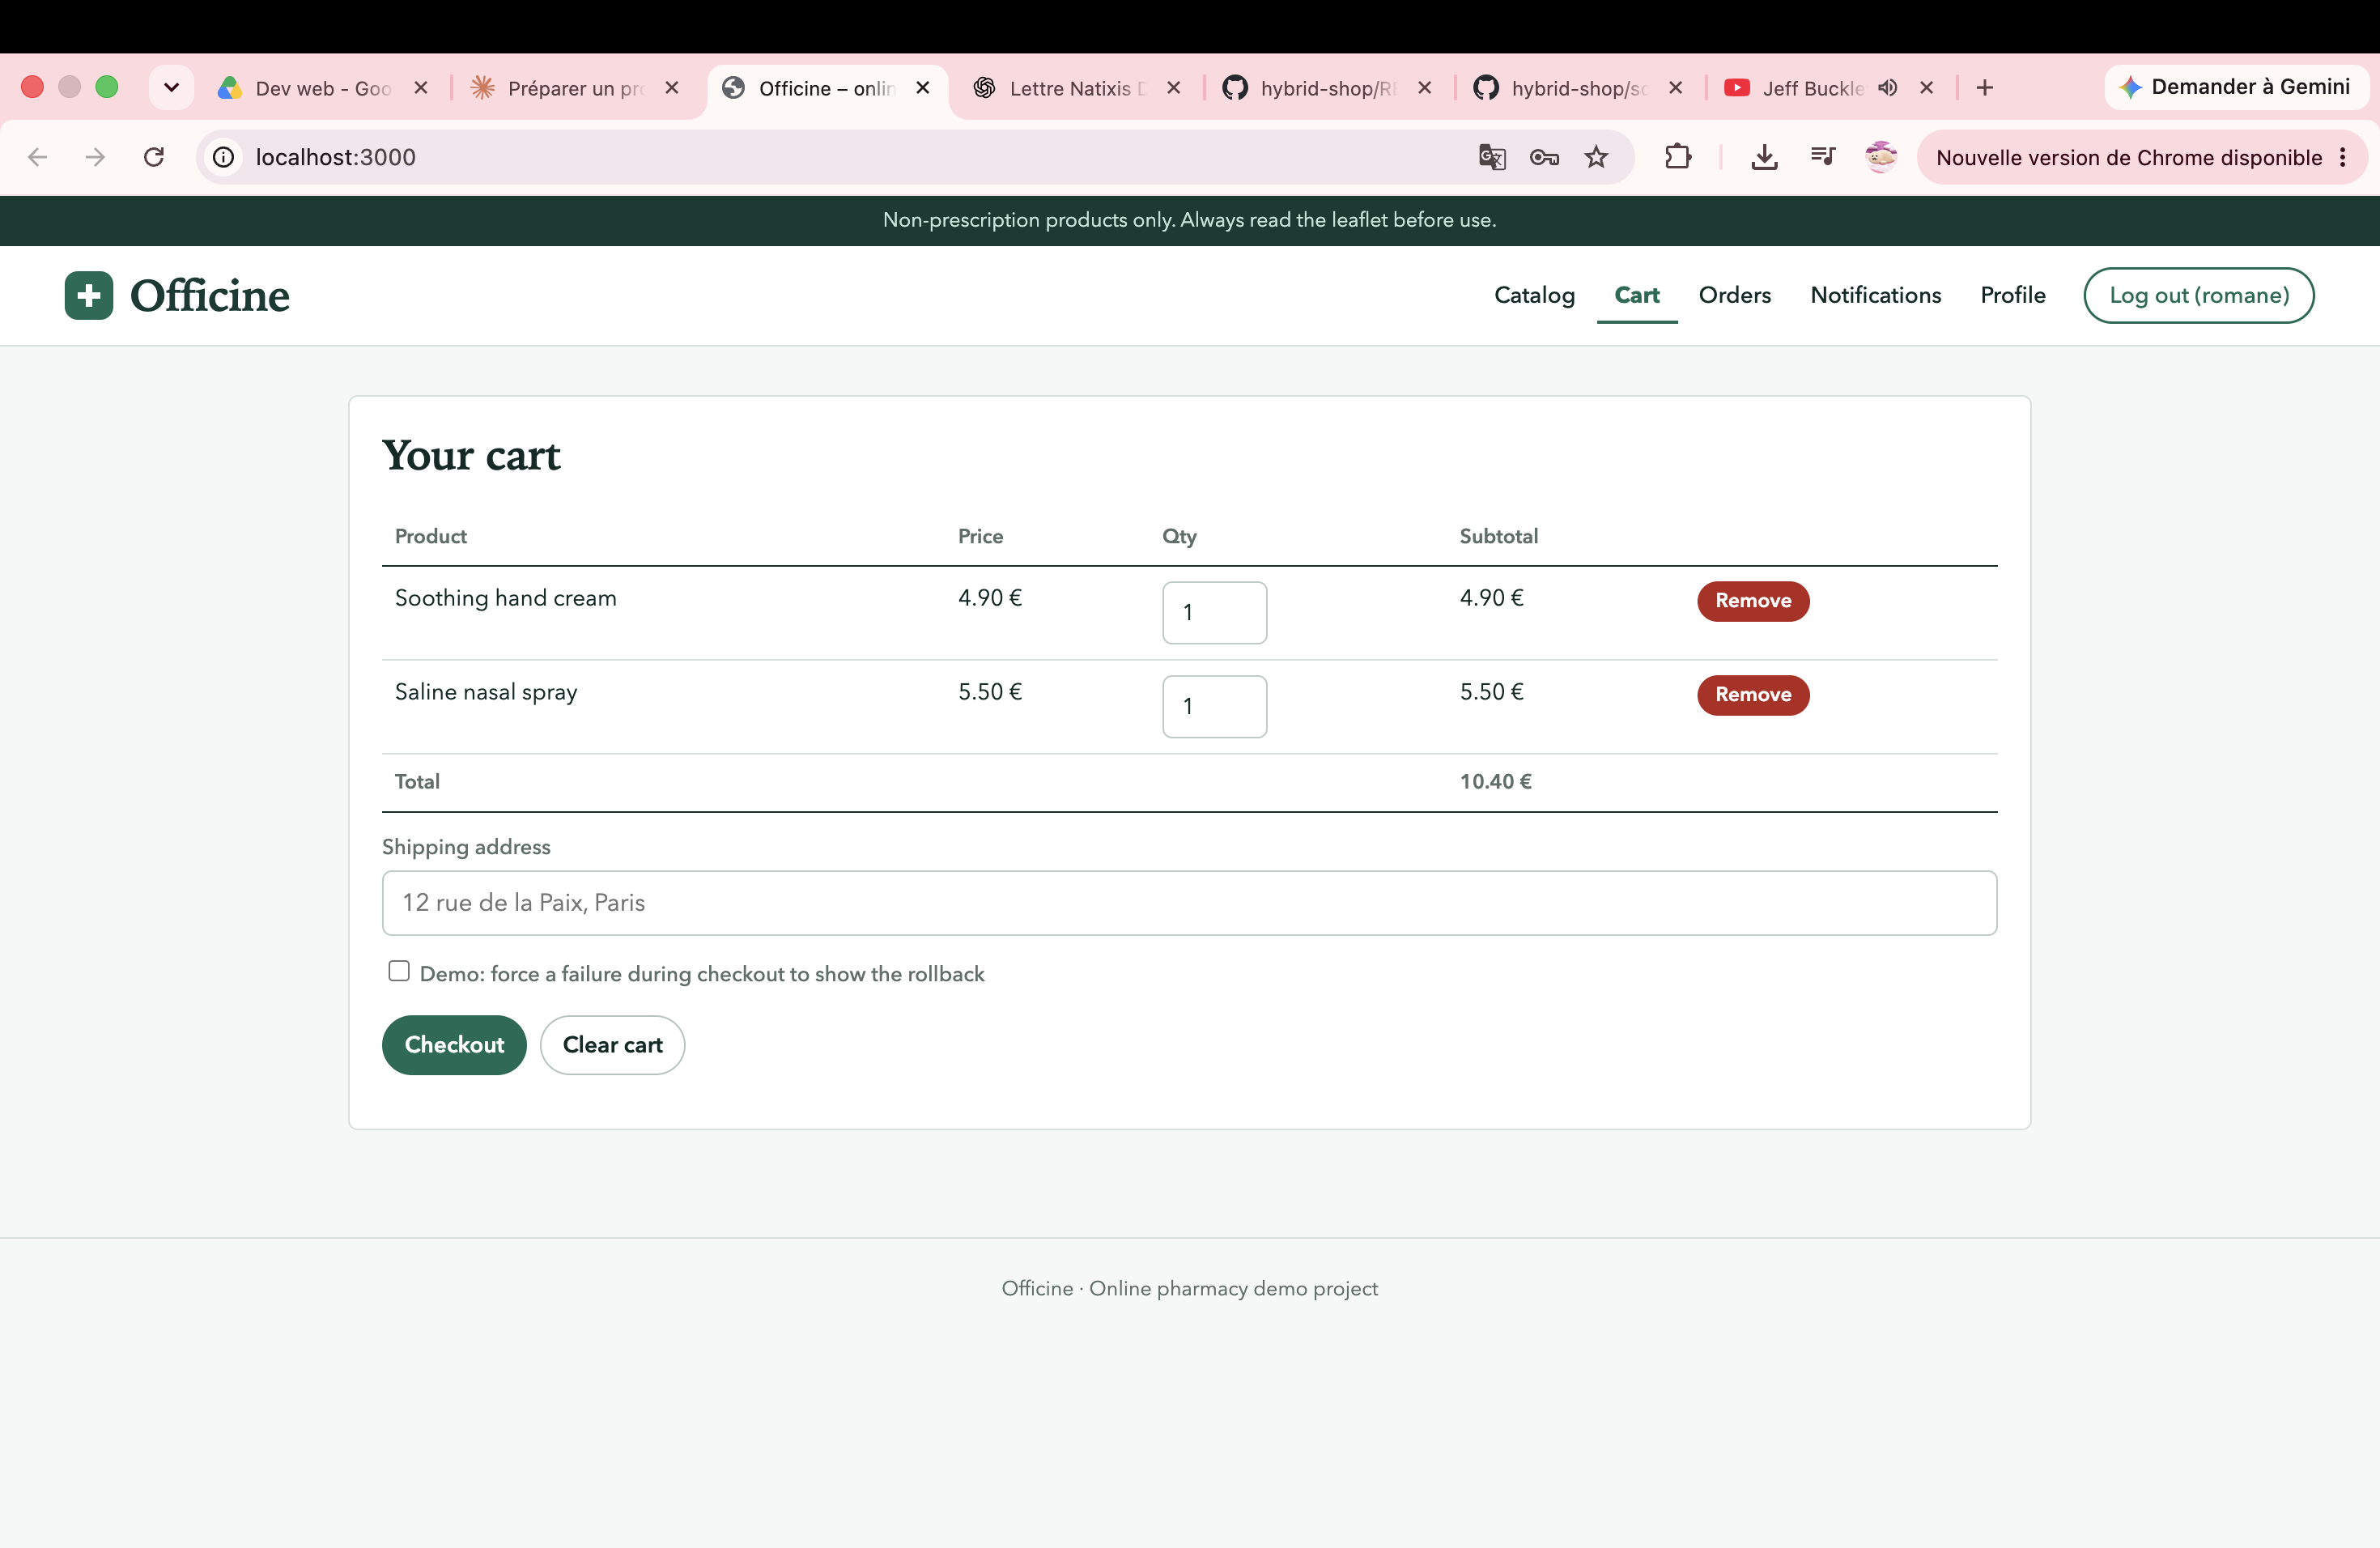 Dev web - Goo
Préparer un pr
Officine – onlin
Lettre Natixis D
hybrid-shop/RE
hybrid-shop/sc
Jeff Buckle
Demander à Gemini
localhost:3000
Nouvelle version de Chrome disponible
Non-prescription products only. Always read the leaflet before use.
Officine
Catalog Cart Orders Notifications Profile Log out (romane)
Your cart
Product Price Qty Subtotal
Soothing hand cream 4.90 € 1 4.90 € Remove
Saline nasal spray 5.50 € 1 5.50 € Remove
Total 10.40 €
Shipping address
12 rue de la Paix, Paris
Demo: force a failure during checkout to show the rollback
Checkout Clear cart
Officine · Online pharmacy demo project